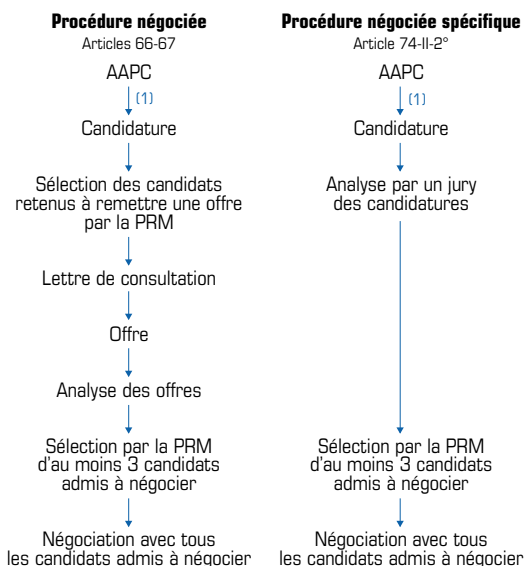 Procédure négociée
Articles 66-67
AAPC
(1)
Candidature
Sélection des candidats
retenus à remettre une offre
par la PRM
Lettre de consultation
Offre
Analyse des offres
Sélection par la PRM
d'au moins 3 candidats
admis à négocier
Négociation avec tous
les candidats admis à négocier
Procédure négociée spécifique
Article 74-II-2°
AAPC
(1)
Candidature
Analyse par un jury
des candidatures
Sélection par la PRM
d'au moins 3 candidats
admis à négocier
Négociation avec tous
les candidats admis à négocier